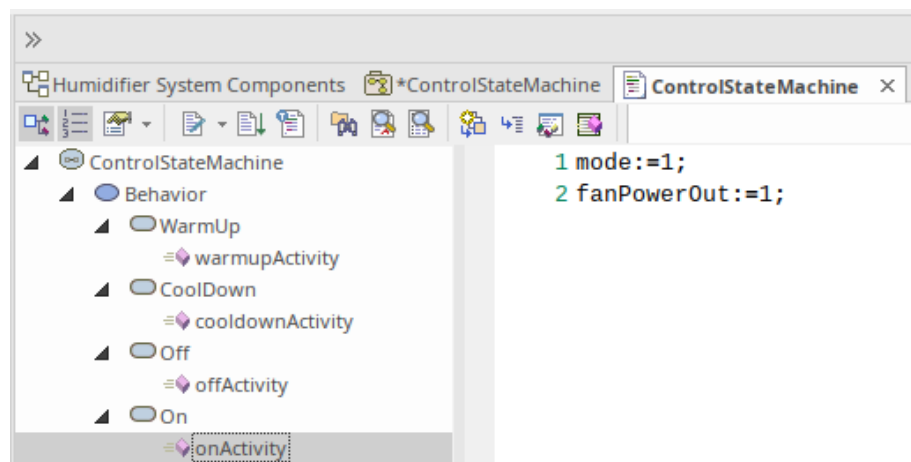 »
Humidifier System Components *ControlStateMachine ControlStateMachine ×
ControlStateMachine
Behavior
WarmUp
warmupActivity
CoolDown
cooldownActivity
Off
offActivity
On
onActivity
1 mode:=1;
2 fanPowerOut:=1;